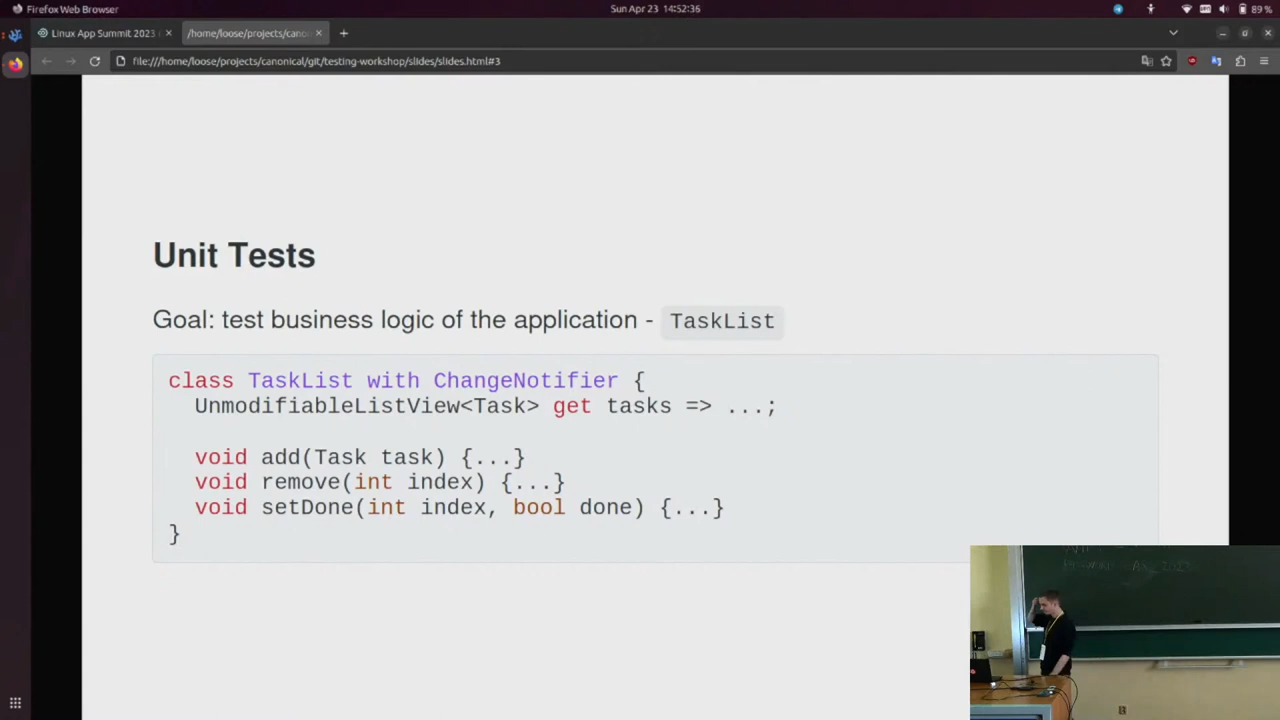 Firefox Web Browser
Sun Apr 23 14:52:36
89 %
Linux App Summit 2023
/home/loose/projects/cano
file:///home/loose/projects/canonical/git/testing-workshop/slides/slides.html#3
Unit Tests
Goal: test business logic of the application - TaskList
class TaskList with ChangeNotifier {
  UnmodifiableListView<Task> get tasks => ...;
  void add(Task task) {...}
  void remove(int index) {...}
  void setDone(int index, bool done) {...}
}